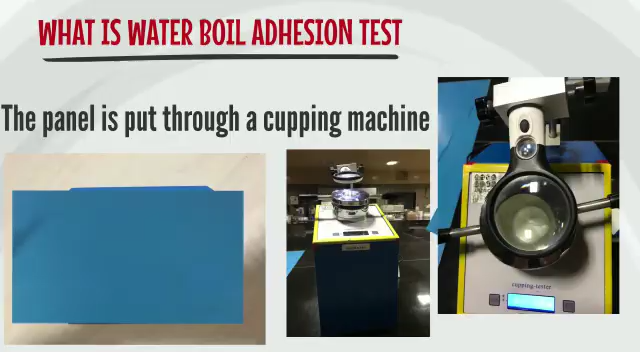 WHAT IS WATER BOIL ADHESION TEST
The panel is put through a cupping machine
cupping-tester